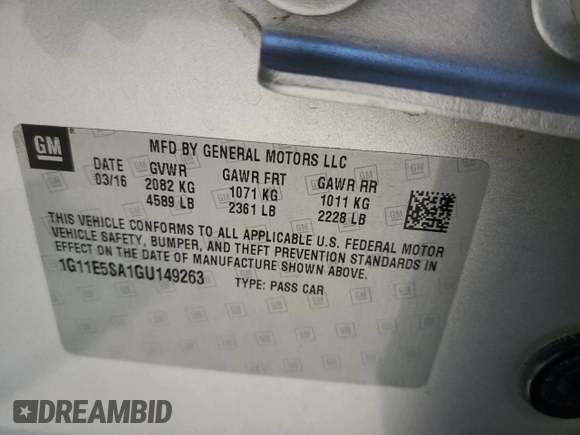 GM
MFD BY GENERAL MOTORS LLC
DATE GVWR GAWR FRT GAWR RR
03/16 2082 KG 1071 KG 1011 KG
4589 LB 2361 LB 2228 LB
THIS VEHICLE CONFORMS TO ALL APPLICABLE U.S. FEDERAL MOTOR
VEHICLE SAFETY, BUMPER, AND THEFT PREVENTION STANDARDS IN
EFFECT ON THE DATE OF MANUFACTURE SHOWN ABOVE.
1G11E5SA1GU149263 TYPE: PASS CAR
DREAMBID